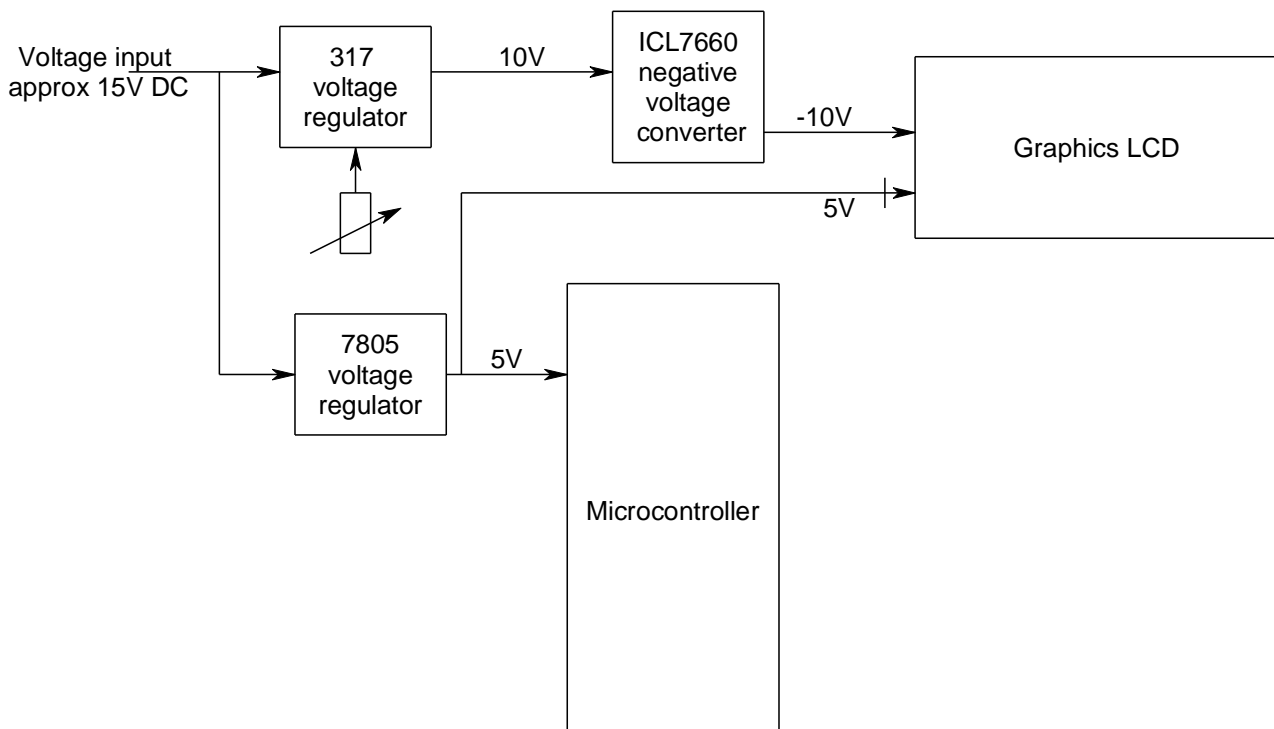 Voltage input
approx 15V DC
317
voltage
regulator
10V
ICL7660
negative
voltage
converter
-10V
Graphics LCD
5V
7805
voltage
regulator
5V
Microcontroller